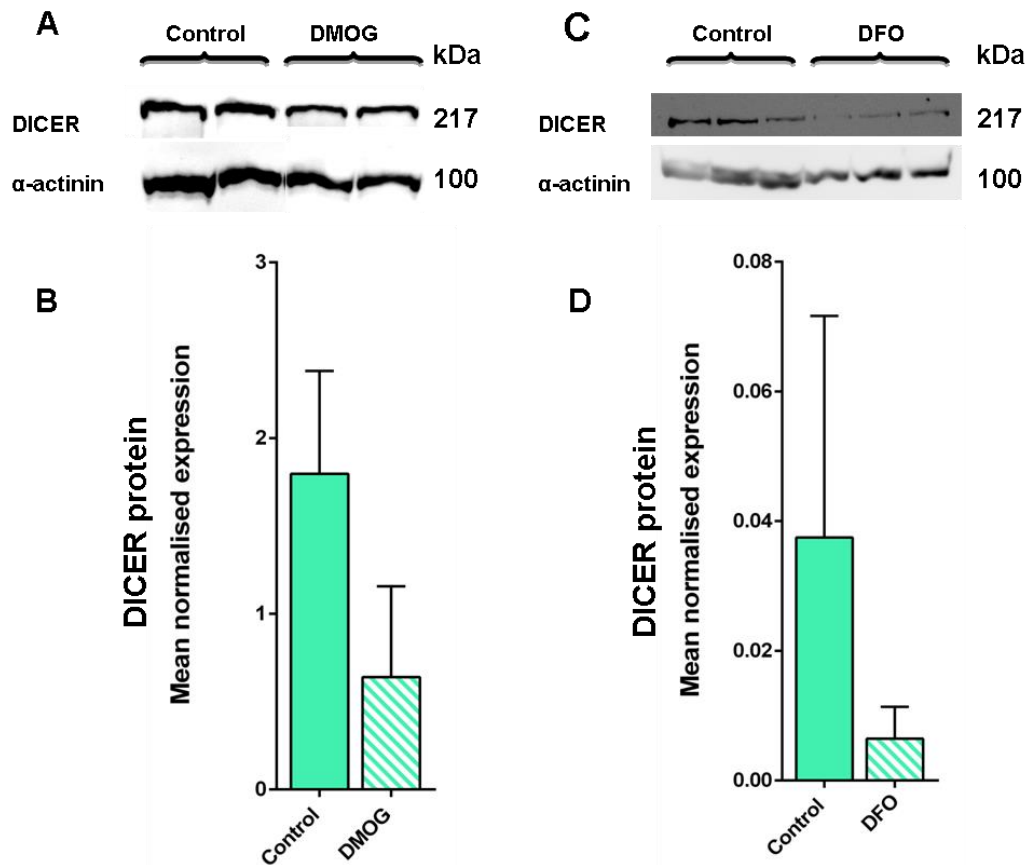 A
Control DMOG kDa
DICER 217
α-actinin 100
B
DICER protein
Mean normalised expression
3
2
1
0
Control
DMOG
C
Control DFO kDa
DICER 217
α-actinin 100
D
DICER protein
Mean normalised expression
0.08
0.06
0.04
0.02
0.00
Control
DFO